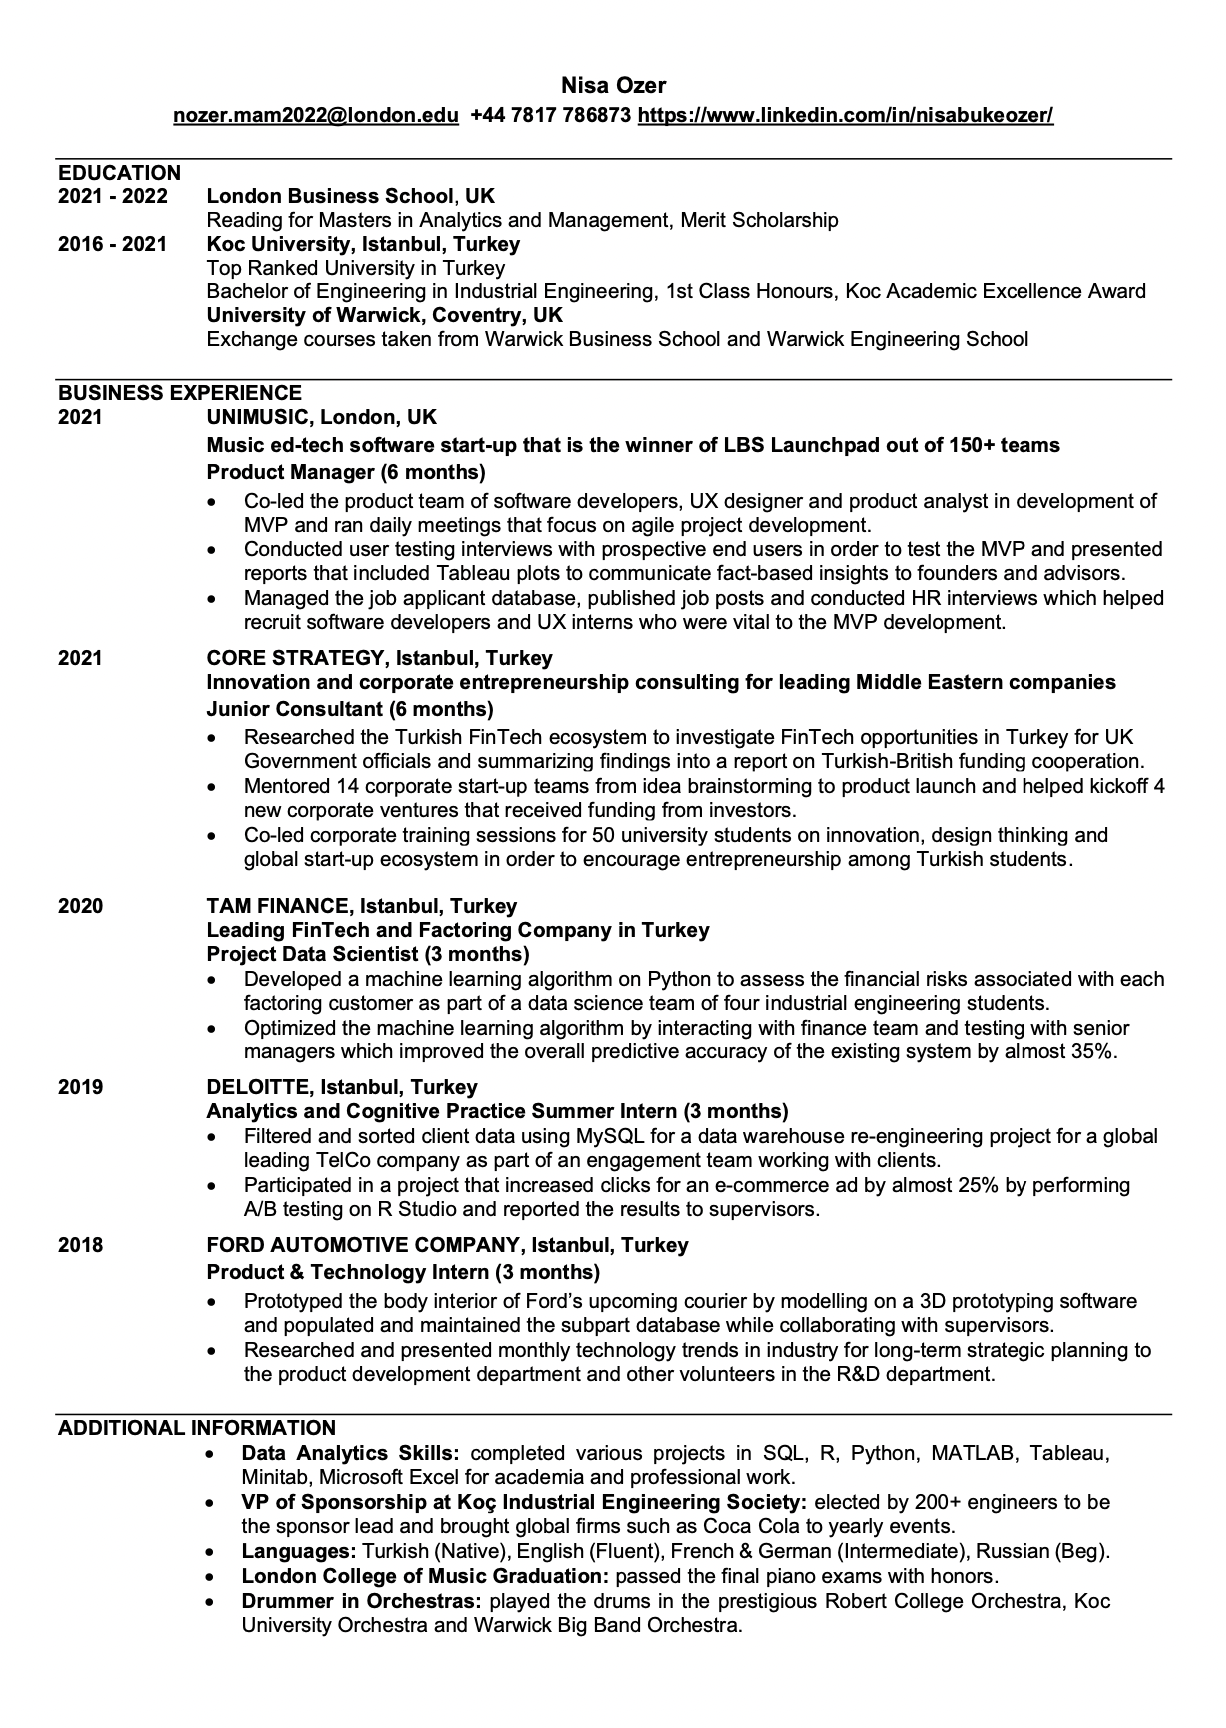 Nisa Ozer
nozer.mam2022@london.edu +44 7817 786873 https://www.linkedin.com/in/nisabukeozer/
EDUCATION
2021 - 2022 London Business School, UK
Reading for Masters in Analytics and Management, Merit Scholarship
2016 - 2021 Koc University, Istanbul, Turkey
Top Ranked University in Turkey
Bachelor of Engineering in Industrial Engineering, 1st Class Honours, Koc Academic Excellence Award
University of Warwick, Coventry, UK
Exchange courses taken from Warwick Business School and Warwick Engineering School
BUSINESS EXPERIENCE
2021 UNIMUSIC, London, UK
Music ed-tech software start-up that is the winner of LBS Launchpad out of 150+ teams
Product Manager (6 months)
• Co-led the product team of software developers, UX designer and product analyst in development of
MVP and ran daily meetings that focus on agile project development.
• Conducted user testing interviews with prospective end users in order to test the MVP and presented
reports that included Tableau plots to communicate fact-based insights to founders and advisors.
• Managed the job applicant database, published job posts and conducted HR interviews which helped
recruit software developers and UX interns who were vital to the MVP development.
2021 CORE STRATEGY, Istanbul, Turkey
Innovation and corporate entrepreneurship consulting for leading Middle Eastern companies
Junior Consultant (6 months)
• Researched the Turkish FinTech ecosystem to investigate FinTech opportunities in Turkey for UK
Government officials and summarizing findings into a report on Turkish-British funding cooperation.
• Mentored 14 corporate start-up teams from idea brainstorming to product launch and helped kickoff 4
new corporate ventures that received funding from investors.
• Co-led corporate training sessions for 50 university students on innovation, design thinking and
global start-up ecosystem in order to encourage entrepreneurship among Turkish students.
2020 TAM FINANCE, Istanbul, Turkey
Leading FinTech and Factoring Company in Turkey
Project Data Scientist (3 months)
• Developed a machine learning algorithm on Python to assess the financial risks associated with each
factoring customer as part of a data science team of four industrial engineering students.
• Optimized the machine learning algorithm by interacting with finance team and testing with senior
managers which improved the overall predictive accuracy of the existing system by almost 35%.
2019 DELOITTE, Istanbul, Turkey
Analytics and Cognitive Practice Summer Intern (3 months)
• Filtered and sorted client data using MySQL for a data warehouse re-engineering project for a global
leading TelCo company as part of an engagement team working with clients.
• Participated in a project that increased clicks for an e-commerce ad by almost 25% by performing
A/B testing on R Studio and reported the results to supervisors.
2018 FORD AUTOMOTIVE COMPANY, Istanbul, Turkey
Product & Technology Intern (3 months)
• Prototyped the body interior of Ford’s upcoming courier by modelling on a 3D prototyping software
and populated and maintained the subpart database while collaborating with supervisors.
• Researched and presented monthly technology trends in industry for long-term strategic planning to
the product development department and other volunteers in the R&D department.
ADDITIONAL INFORMATION
• Data Analytics Skills: completed various projects in SQL, R, Python, MATLAB, Tableau,
Minitab, Microsoft Excel for academia and professional work.
• VP of Sponsorship at Koç Industrial Engineering Society: elected by 200+ engineers to be
the sponsor lead and brought global firms such as Coca Cola to yearly events.
• Languages: Turkish (Native), English (Fluent), French & German (Intermediate), Russian (Beg).
• London College of Music Graduation: passed the final piano exams with honors.
• Drummer in Orchestras: played the drums in the prestigious Robert College Orchestra, Koc
University Orchestra and Warwick Big Band Orchestra.